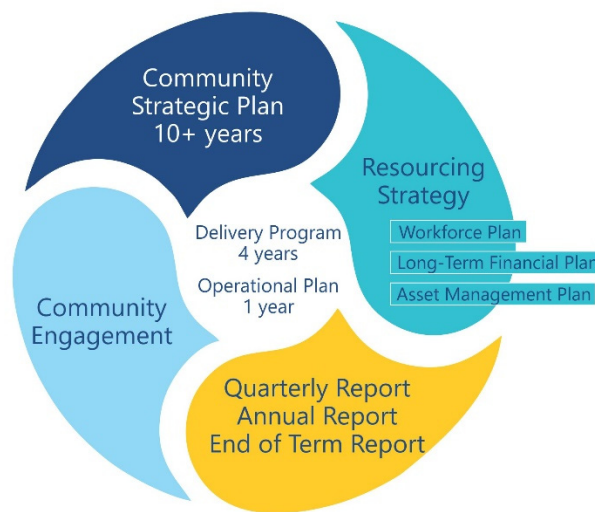 Community
Strategic Plan
10+ years
Resourcing
Strategy
Workforce Plan
Long-Term Financial Plan
Asset Management Plan
Delivery Program
4 years
Operational Plan
1 year
Community
Engagement
Quarterly Report
Annual Report
End of Term Report